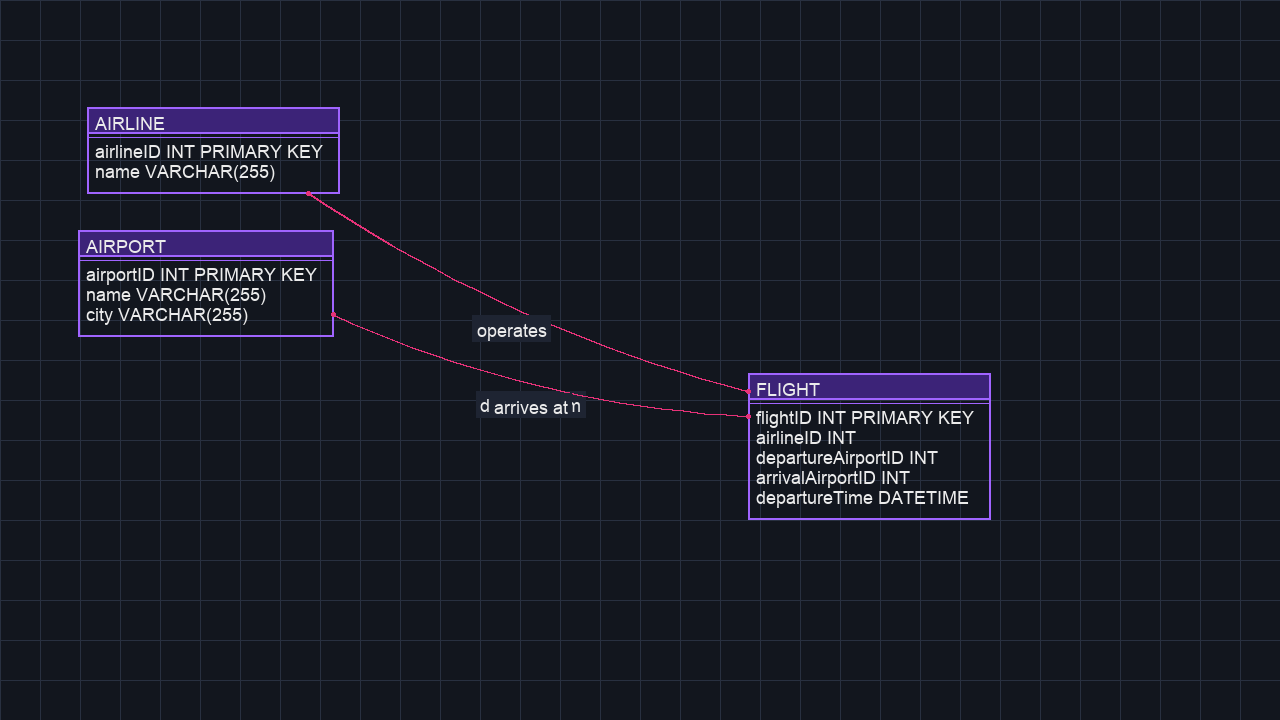 AIRLINE
airlineID INT PRIMARY KEY
name VARCHAR(255)
AIRPORT
airportID INT PRIMARY KEY
name VARCHAR(255)
city VARCHAR(255)
operates
arrives at
FLIGHT
flightID INT PRIMARY KEY
airlineID INT
departureAirportID INT
arrivalAirportID INT
departureTime DATETIME